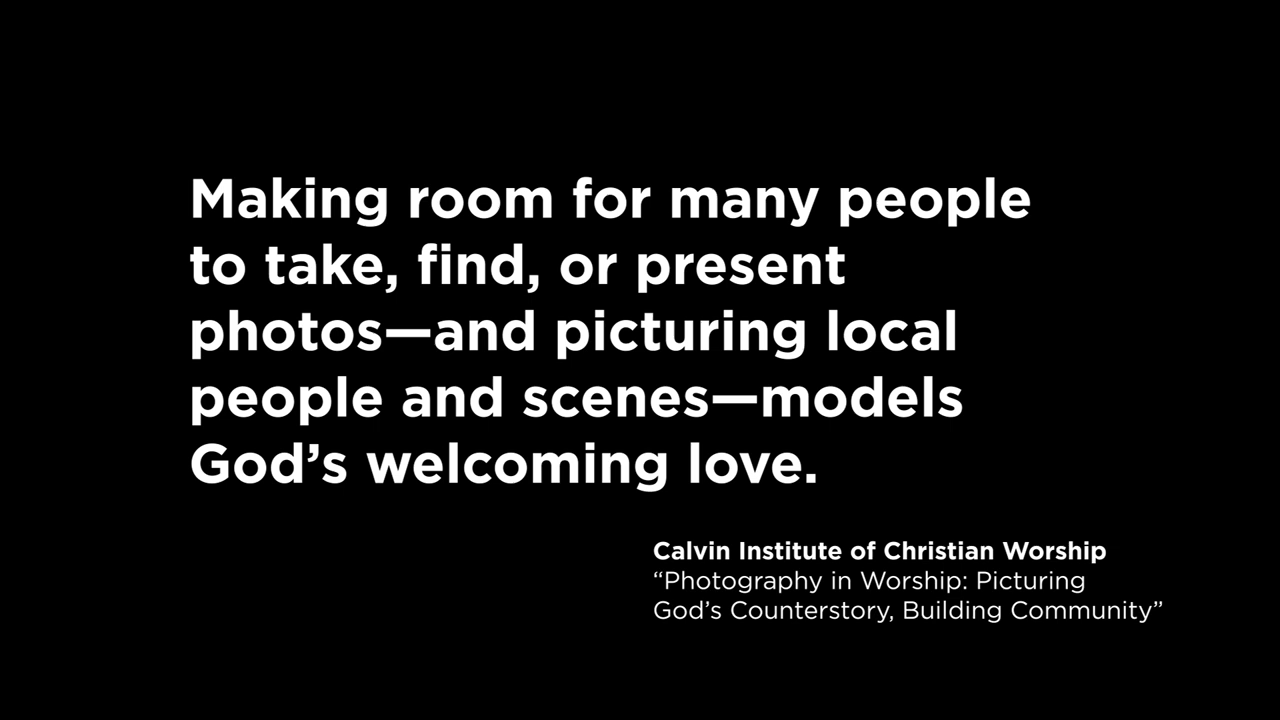 Making room for many people
to take, find, or present
photos—and picturing local
people and scenes—models
God’s welcoming love.
Calvin Institute of Christian Worship
“Photography in Worship: Picturing
God’s Counterstory, Building Community”